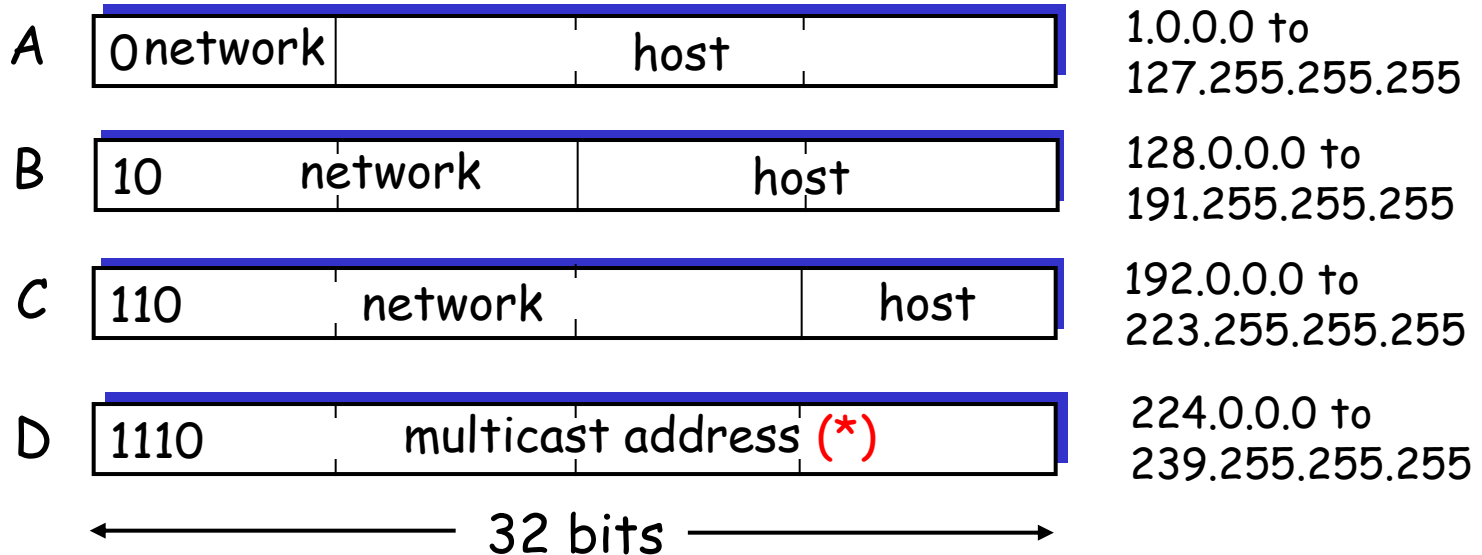 A 0network host 1.0.0.0 to
127.255.255.255
B 10 network host 128.0.0.0 to
191.255.255.255
C 110 network host 192.0.0.0 to
223.255.255.255
D 1110 multicast address (*) 224.0.0.0 to
239.255.255.255
32 bits